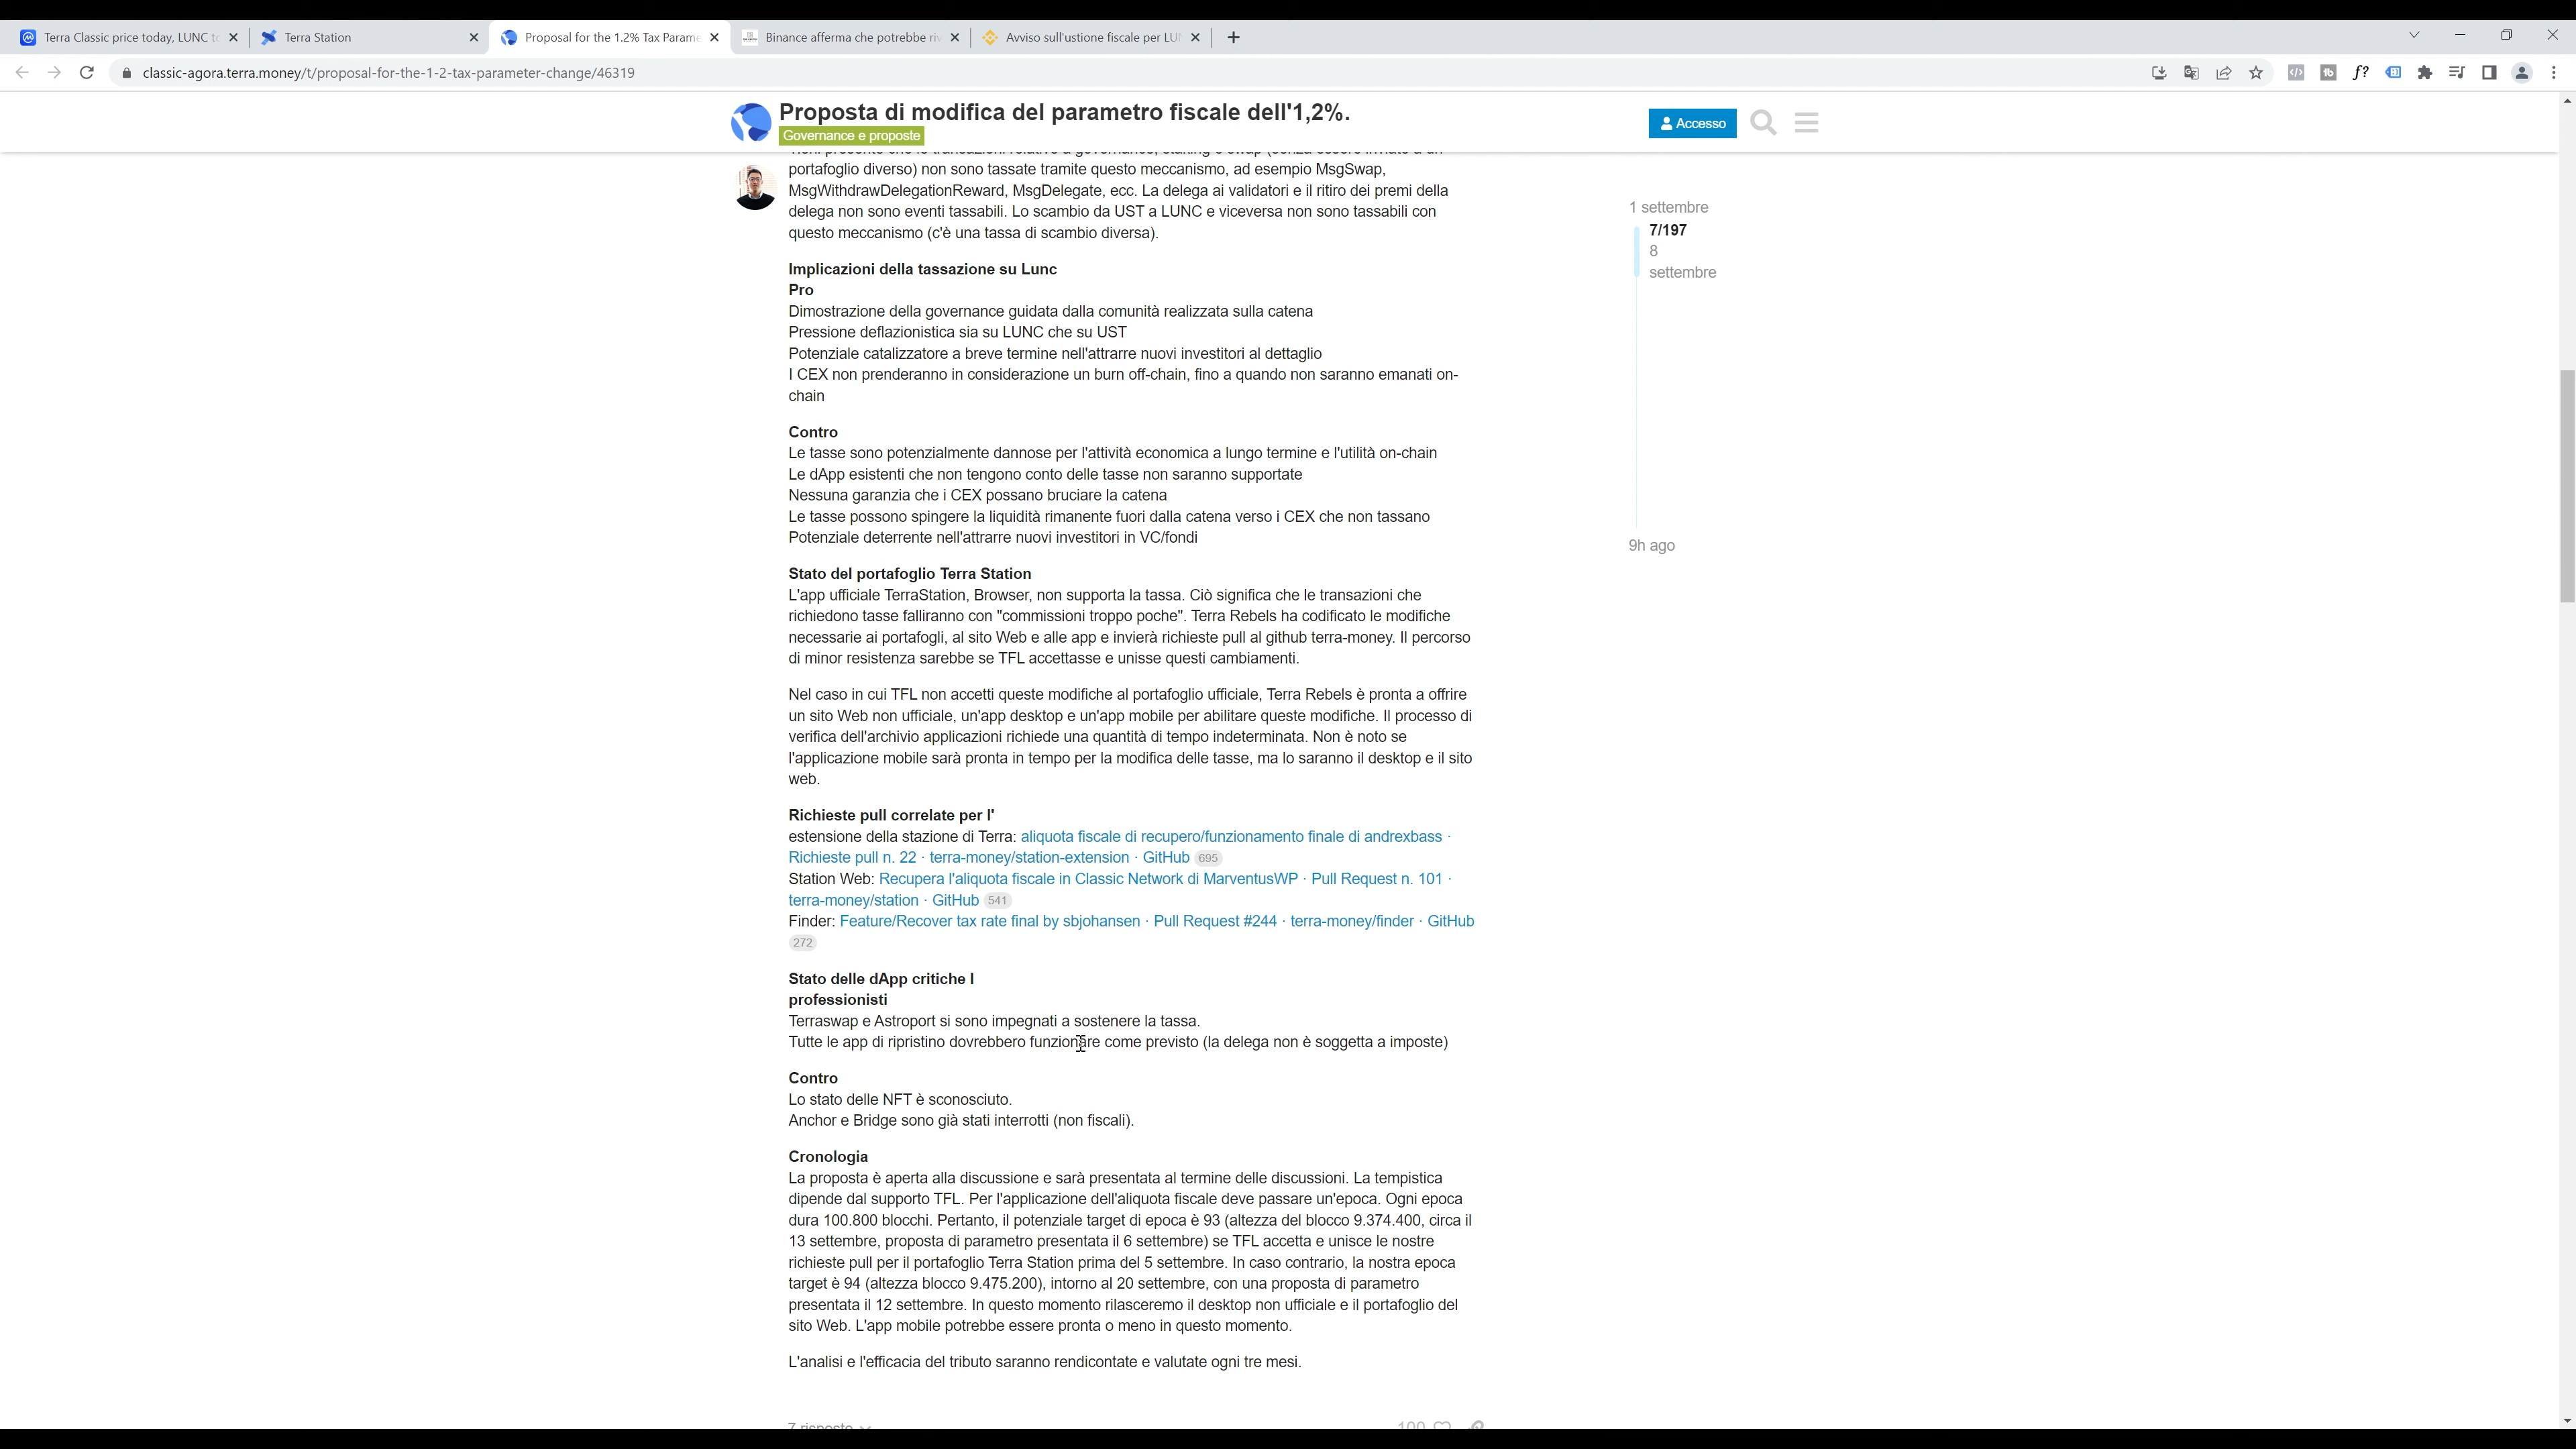 Terra Classic price today, LUNC to
Terra Station
Proposal for the 1.2% Tax Parame
Binance afferma che potrebbe riv
Avviso sull'ustione fiscale per LUN
classic-agora.terra.money/t/proposal-for-the-1-2-tax-parameter-change/46319
Proposta di modifica del parametro fiscale dell'1,2%.
Governance e proposte
Accesso
portafoglio diverso) non sono tassate tramite questo meccanismo, ad esempio MsgSwap,
MsgWithdrawDelegationReward, MsgDelegate, ecc. La delega ai validatori e il ritiro dei premi della
delega non sono eventi tassabili. Lo scambio da UST a LUNC e viceversa non sono tassabili con
questo meccanismo (c'è una tassa di scambio diversa).
Implicazioni della tassazione su Lunc
Pro
Dimostrazione della governance guidata dalla comunità realizzata sulla catena
Pressione deflazionistica sia su LUNC che su UST
Potenziale catalizzatore a breve termine nell'attrarre nuovi investitori al dettaglio
I CEX non prenderanno in considerazione un burn off-chain, fino a quando non saranno emanati on-
chain
Contro
Le tasse sono potenzialmente dannose per l'attività economica a lungo termine e l'utilità on-chain
Le dApp esistenti che non tengono conto delle tasse non saranno supportate
Nessuna garanzia che i CEX possano bruciare la catena
Le tasse possono spingere la liquidità rimanente fuori dalla catena verso i CEX che non tassano
Potenziale deterrente nell'attrarre nuovi investitori in VC/fondi
Stato del portafoglio Terra Station
L'app ufficiale TerraStation, Browser, non supporta la tassa. Ciò significa che le transazioni che
richiedono tasse falliranno con "commissioni troppo poche". Terra Rebels ha codificato le modifiche
necessarie ai portafogli, al sito Web e alle app e invierà richieste pull al github terra-money. Il percorso
di minor resistenza sarebbe se TFL accettasse e unisse questi cambiamenti.
Nel caso in cui TFL non accetti queste modifiche al portafoglio ufficiale, Terra Rebels è pronta a offrire
un sito Web non ufficiale, un'app desktop e un'app mobile per abilitare queste modifiche. Il processo di
verifica dell'archivio applicazioni richiede una quantità di tempo indeterminata. Non è noto se
l'applicazione mobile sarà pronta in tempo per la modifica delle tasse, ma lo saranno il desktop e il sito
web.
Richieste pull correlate per l'
estensione della stazione di Terra: aliquota fiscale di recupero/funzionamento finale di andrexbass ·
Richieste pull n. 22 · terra-money/station-extension · GitHub 695
Station Web: Recupera l'aliquota fiscale in Classic Network di MarventusWP · Pull Request n. 101 ·
terra-money/station · GitHub 541
Finder: Feature/Recover tax rate final by sbjohansen · Pull Request #244 · terra-money/finder · GitHub
272
Stato delle dApp critiche I
professionisti
Terraswap e Astroport si sono impegnati a sostenere la tassa.
Tutte le app di ripristino dovrebbero funzionare come previsto (la delega non è soggetta a imposte)
Contro
Lo stato delle NFT è sconosciuto.
Anchor e Bridge sono già stati interrotti (non fiscali).
Cronologia
La proposta è aperta alla discussione e sarà presentata al termine delle discussioni. La tempistica
dipende dal supporto TFL. Per l'applicazione dell'aliquota fiscale deve passare un'epoca. Ogni epoca
dura 100.800 blocchi. Pertanto, il potenziale target di epoca è 93 (altezza del blocco 9.374.400, circa il
13 settembre, proposta di parametro presentata il 6 settembre) se TFL accetta e unisce le nostre
richieste pull per il portafoglio Terra Station prima del 5 settembre. In caso contrario, la nostra epoca
target è 94 (altezza blocco 9.475.200), intorno al 20 settembre, con una proposta di parametro
presentata il 12 settembre. In questo momento rilasceremo il desktop non ufficiale e il portafoglio del
sito Web. L'app mobile potrebbe essere pronta o meno in questo momento.
L'analisi e l'efficacia del tributo saranno rendicontate e valutate ogni tre mesi.
7 risposte
100
1 settembre
7/197
8
settembre
9h ago